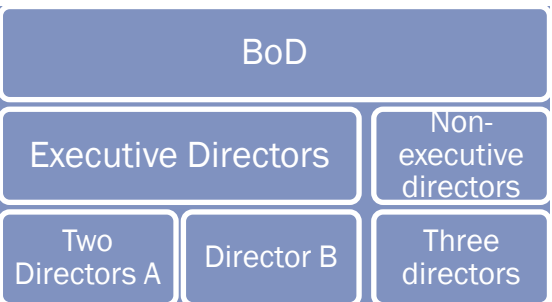 BoD
Executive Directors
Non-
executive
directors
Two
Directors A
Director B
Three
directors